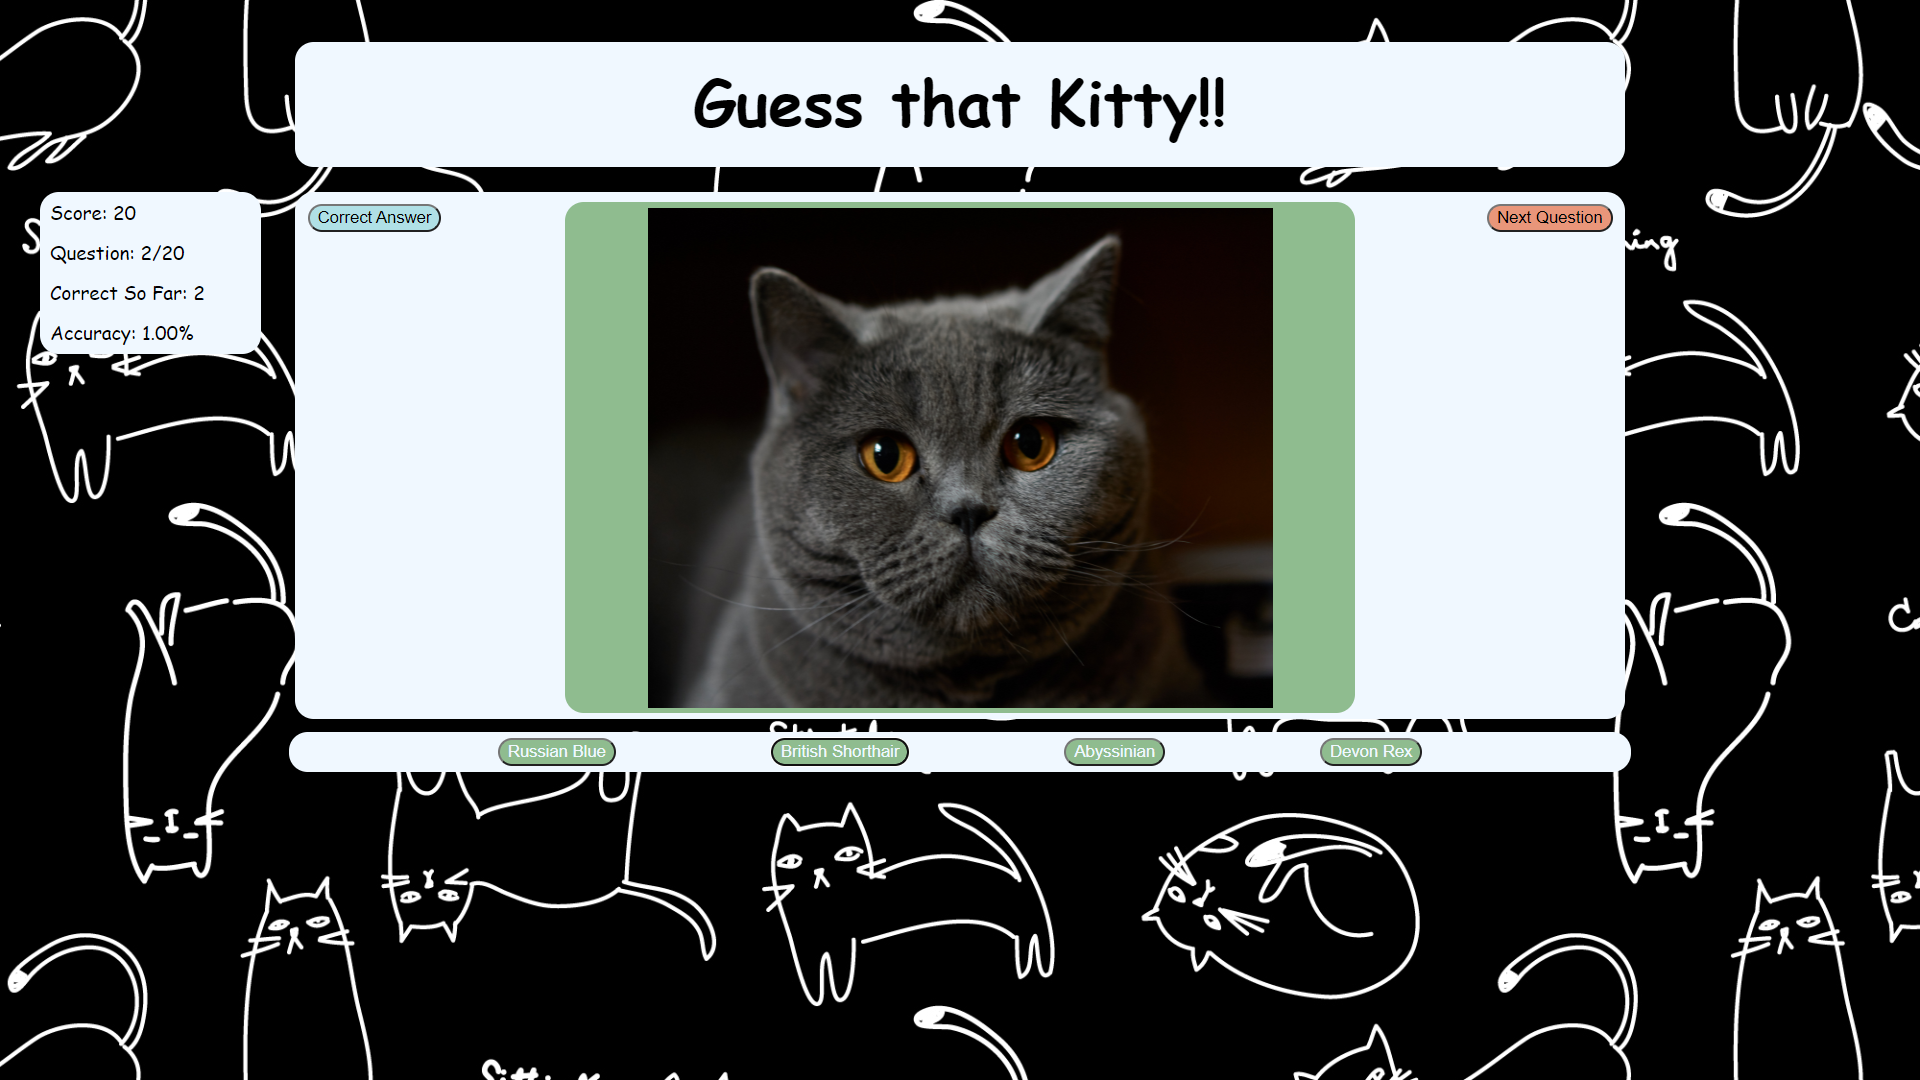 Guess that Kitty!!
Score: 20
Question: 2/20
Correct So Far: 2
Accuracy: 1.00%
Correct Answer
Next Question
Russian Blue
British Shorthair
Abyssinian
Devon Rex